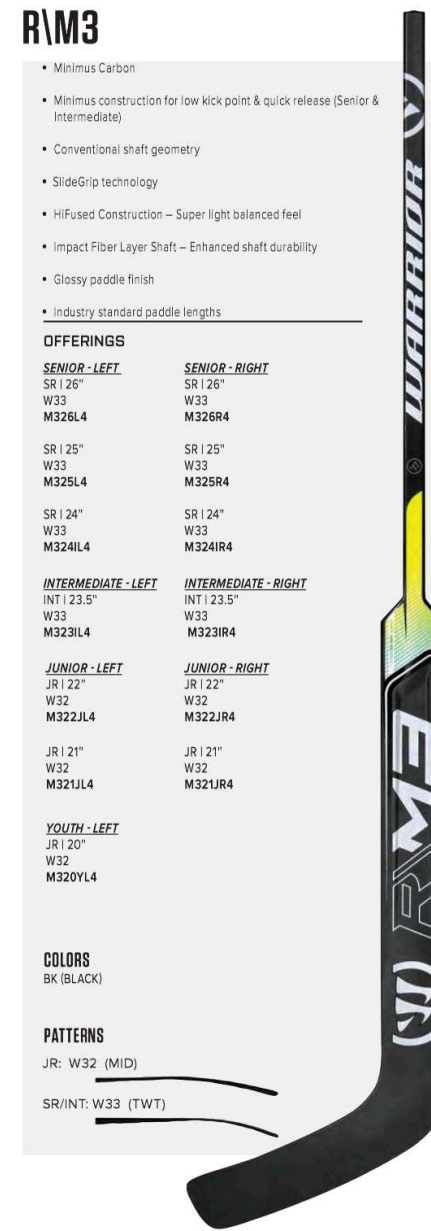 R\M3
• Minimus Carbon
• Minimus construction for low kick point & quick release (Senior &
Intermediate)
• Conventional shaft geometry
• SlideGrip technology
• HiFused Construction – Super light balanced feel
• Impact Fiber Layer Shaft – Enhanced shaft durability
• Glossy paddle finish
• Industry standard paddle lengths
OFFERINGS
SENIOR - LEFT
SR | 26"
W33
M326L4
SR | 25"
W33
M325L4
SR | 24"
W33
M324IL4
SENIOR - RIGHT
SR | 26"
W33
M326R4
SR | 25"
W33
M325R4
SR | 24"
W33
M324IR4
INTERMEDIATE - LEFT
INT | 23.5"
W33
M323IL4
INTERMEDIATE - RIGHT
INT | 23.5"
W33
M323IR4
JUNIOR - LEFT
JR | 22"
W32
M322JL4
JR | 21"
W32
M321JL4
JUNIOR - RIGHT
JR | 22"
W32
M322JR4
JR | 21"
W32
M321JR4
YOUTH - LEFT
JR | 20"
W32
M320YL4
COLORS
BK (BLACK)
PATTERNS
JR: W32 (MID)
SR/INT: W33 (TWT)
WARRIOR
R\M3